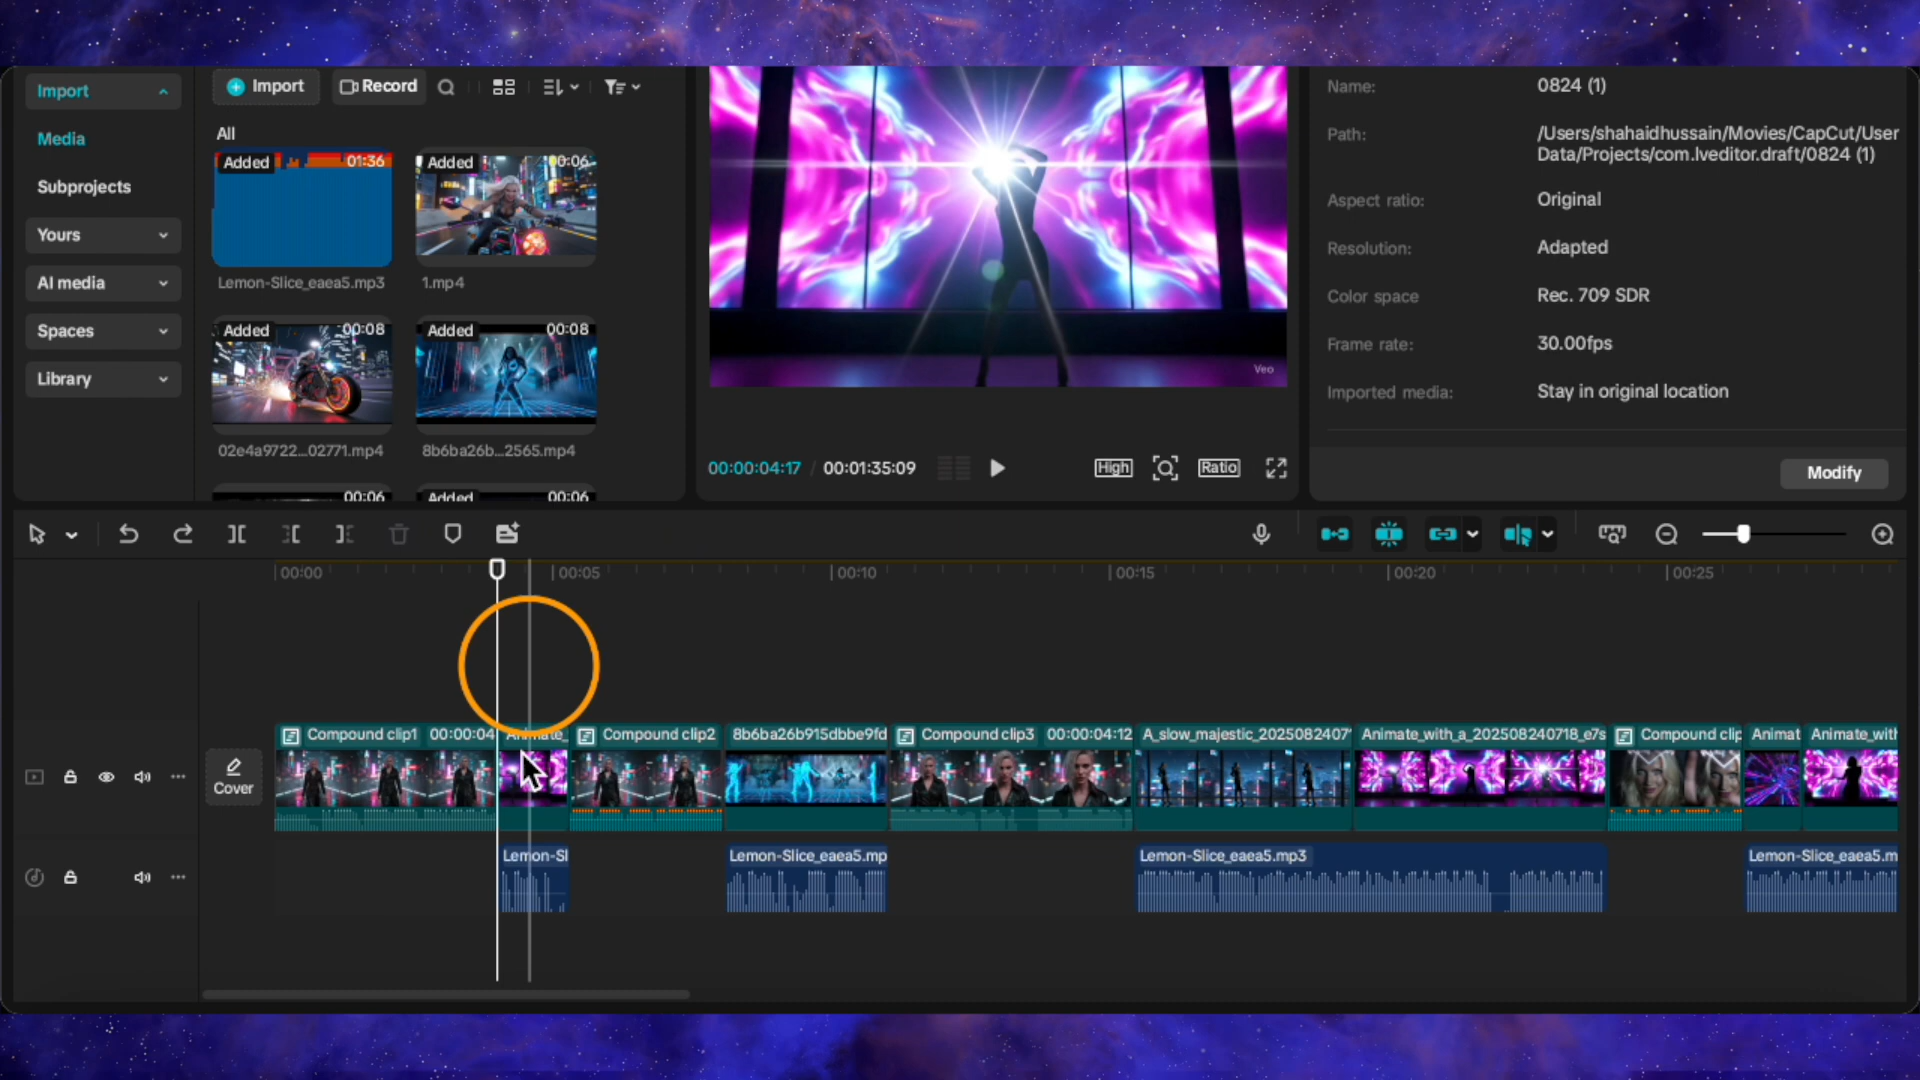 Import
Media
Subprojects
Yours
AI media
Spaces
Library
Import
Record
All
Added 01:36
Lemon-Slice_eaea5.mp3
Added 00:06
1.mp4
Added 00:08
02e4a9722...02771.mp4
Added 00:08
8b6ba26b...2565.mp4
00:06
Added 00:06
Veo
00:00:04:17 / 00:01:35:09
High
Ratio
Name: 0824 (1)
Path: /Users/shahaidhussain/Movies/CapCut/User
Data/Projects/com.lveditor.draft/0824 (1)
Aspect ratio: Original
Resolution: Adapted
Color space Rec. 709 SDR
Frame rate: 30.00fps
Imported media: Stay in original location
Modify
00:00 00:05 00:10 00:15 00:20 00:25
Cover
Compound clip1 00:00:04
Animate_
Compound clip2
8b6ba26b915dbbe9fd
Compound clip3 00:00:04:12
A_slow_majestic_202508240
Animate_with_a_202508240718_e7s
Compound clip
Animat
Animate_with
Lemon-Sl
Lemon-Slice_eaea5.mp
Lemon-Slice_eaea5.mp3
Lemon-Slice_eaea5.m